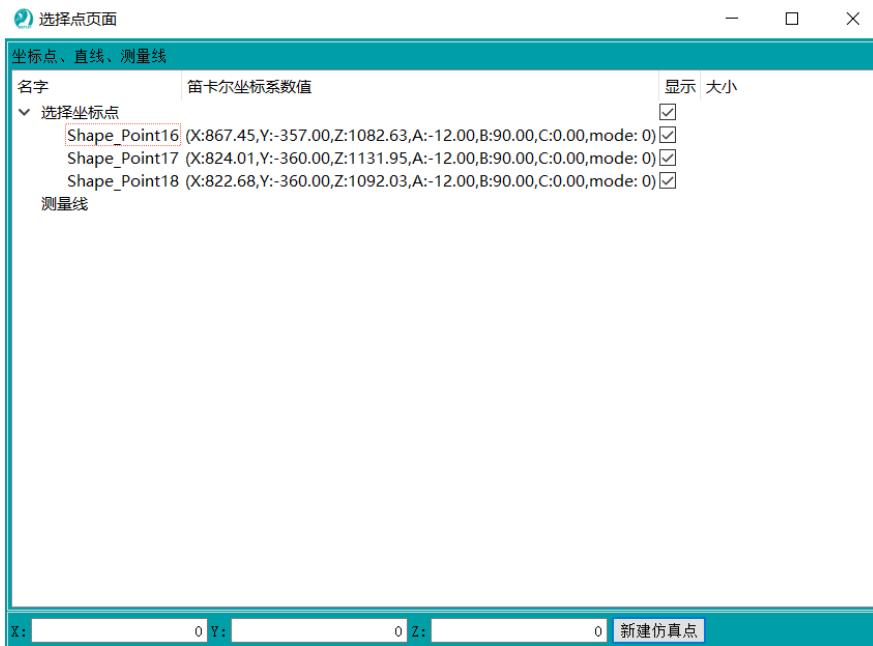 选择点页面
坐标点、直线、测量线
名字 笛卡尔坐标系数值 显示 大小
选择坐标点
Shape_Point16 (X:867.45,Y:-357.00,Z:1082.63,A:-12.00,B:90.00,C:0.00,mode: 0)
Shape_Point17 (X:824.01,Y:-360.00,Z:1131.95,A:-12.00,B:90.00,C:0.00,mode: 0)
Shape_Point18 (X:822.68,Y:-360.00,Z:1092.03,A:-12.00,B:90.00,C:0.00,mode: 0)
测量线
X: 0 Y: 0 Z: 0 新建仿真点